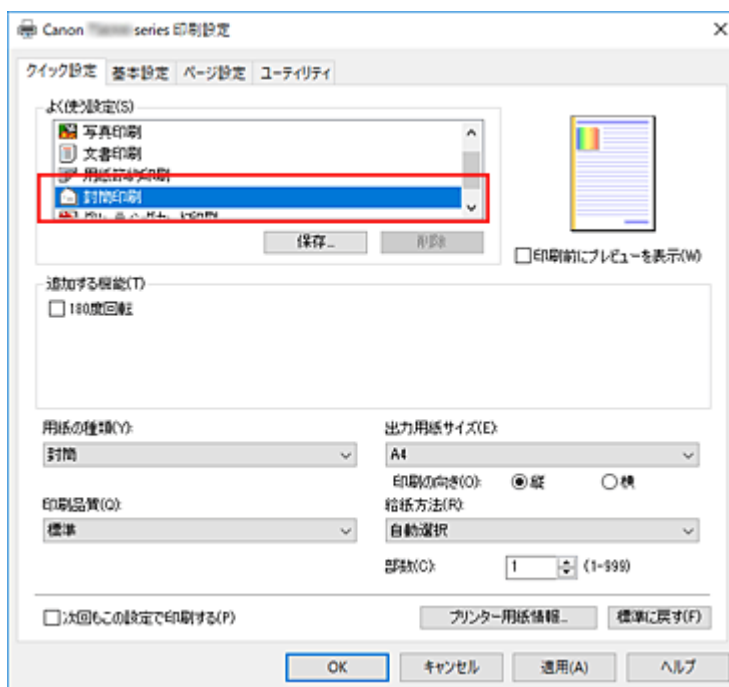 Canon series 印刷設定
クイック設定 基本設定 ページ設定 ユーティリティ
よく使う設定(S)
写真印刷
文書印刷
用紙節約印刷
封筒印刷
保存... 削除
印刷前にプレビューを表示(W)
追加する機能(T)
180度回転
用紙の種類(Y):
封筒
出力用紙サイズ(E):
A4
印刷の向き(O): 縦 横
印刷品質(Q):
標準
給紙方法(R):
自動選択
部数(C): 1 (1-999)
次回もこの設定で印刷する(P)
プリンター用紙情報... 標準に戻す(F)
OK キャンセル 適用(A) ヘルプ